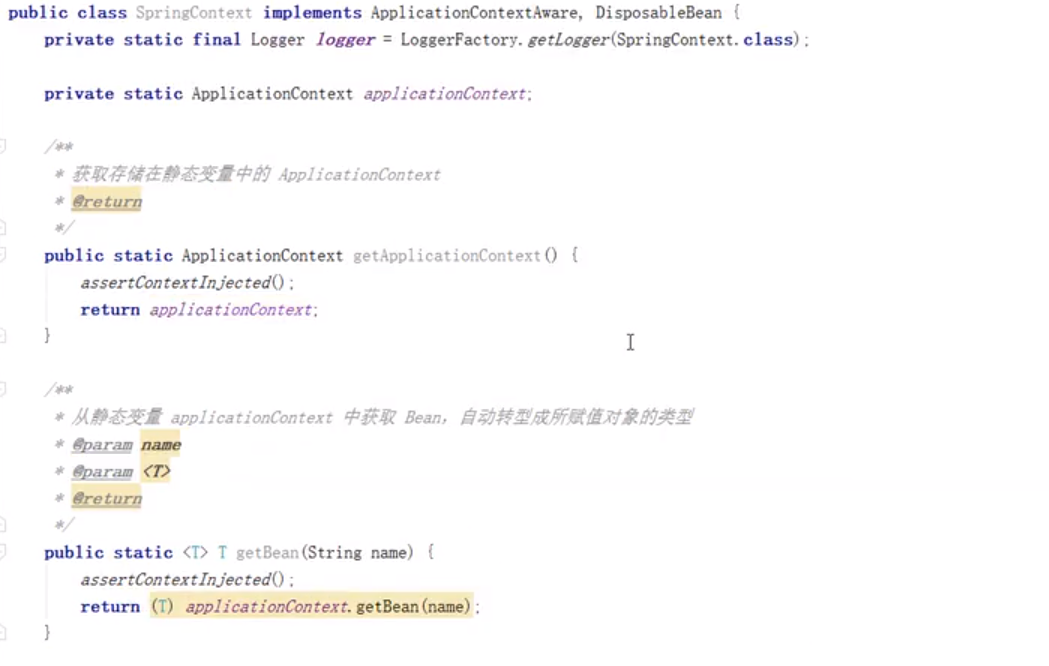 public class SpringContext implements ApplicationContextAware, DisposableBean {
private static final Logger logger = LoggerFactory.getLogger(SpringContext.class);
private static ApplicationContext applicationContext;
/**
* 获取存储在静态变量中的 ApplicationContext
* @return
*/
public static ApplicationContext getApplicationContext() {
assertContextInjected();
return applicationContext;
}
/**
* 从静态变量 applicationContext 中获取 Bean，自动转型成所赋值对象的类型
* @param name
* @param <T>
* @return
*/
public static <T> T getBean(String name) {
assertContextInjected();
return (T) applicationContext.getBean(name);
}